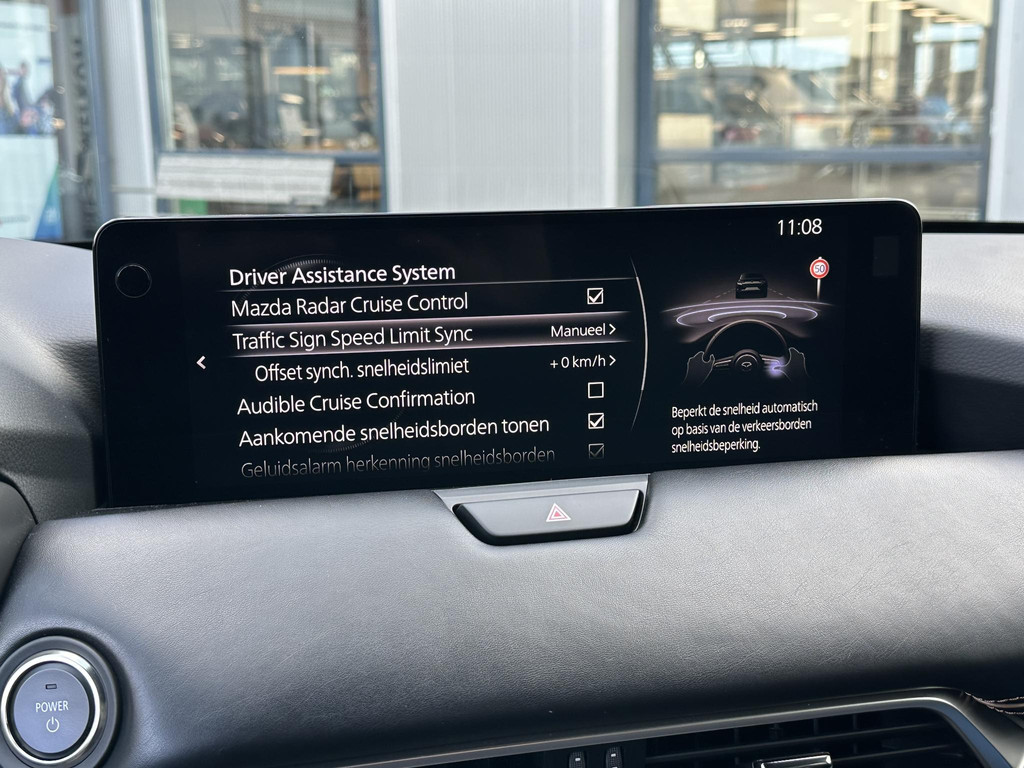 11:08
Driver Assistance System
Mazda Radar Cruise Control
Traffic Sign Speed Limit Sync Manueel
Offset synch. snelheidslimiet +0 km/h
Audible Cruise Confirmation
Aankomende snelheidsborden tonen
Geluidsalarm herkenning snelheidsborden
50
Beperkt de snelheid automatisch
op basis van de verkeersborden
snelheidsbeperking.
POWER